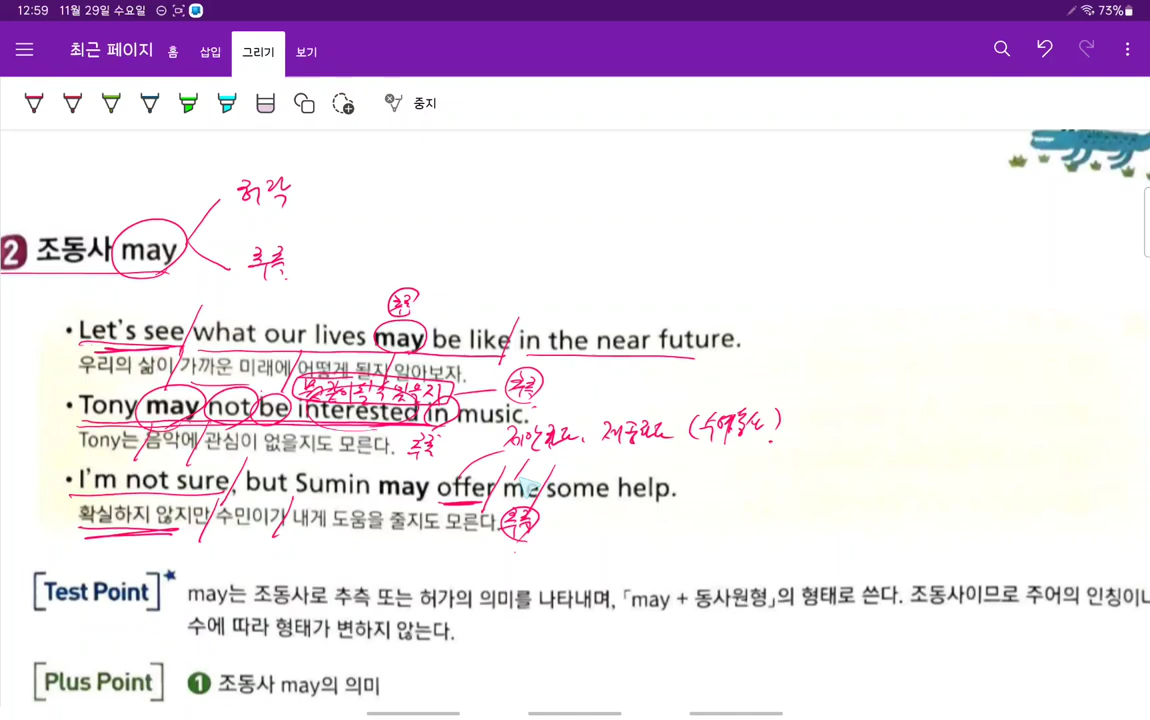 12:59 11월 29일 수요일 73%
최근 페이지 홈 삽입 그리기 보기
중지
허락
2 조동사 may
추측
추측
• Let's see what our lives may be like in the near future.
우리의 삶이 가까운 미래에 어떻게 될지 알아보자.
추측
• Tony may not be interested in music.
Tony는 음악에 관심이 없을지도 모른다. 추측
제안하다, 제공하다 (수여동사)
• I'm not sure, but Sumin may offer me some help.
확실하지 않지만 수민이가 내게 도움을 줄지도 모른다. 추측
[Test Point]★ may는 조동사로 추측 또는 허가의 의미를 나타내며, 「may + 동사원형」의 형태로 쓴다. 조동사이므로 주어의 인칭이나
수에 따라 형태가 변하지 않는다.
[Plus Point] 1 조동사 may의 의미